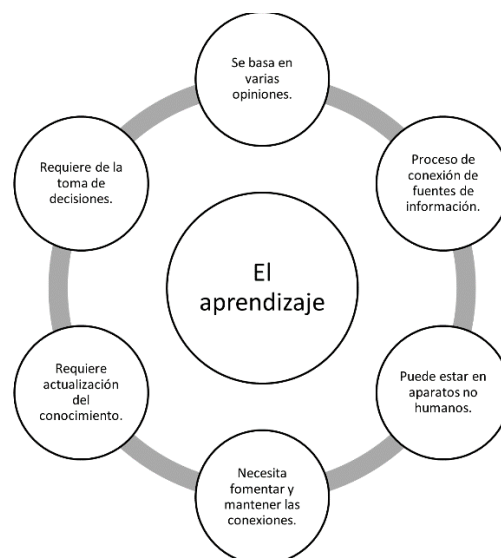 Se basa en
varias
opiniones.
Proceso de
conexión de
fuentes de
información.
Puede estar en
aparatos no
humanos.
Necesita
fomentar y
mantener las
conexiones.
Requiere
actualización
del
conocimiento.
Requiere de la
toma de
decisiones.
El
aprendizaje